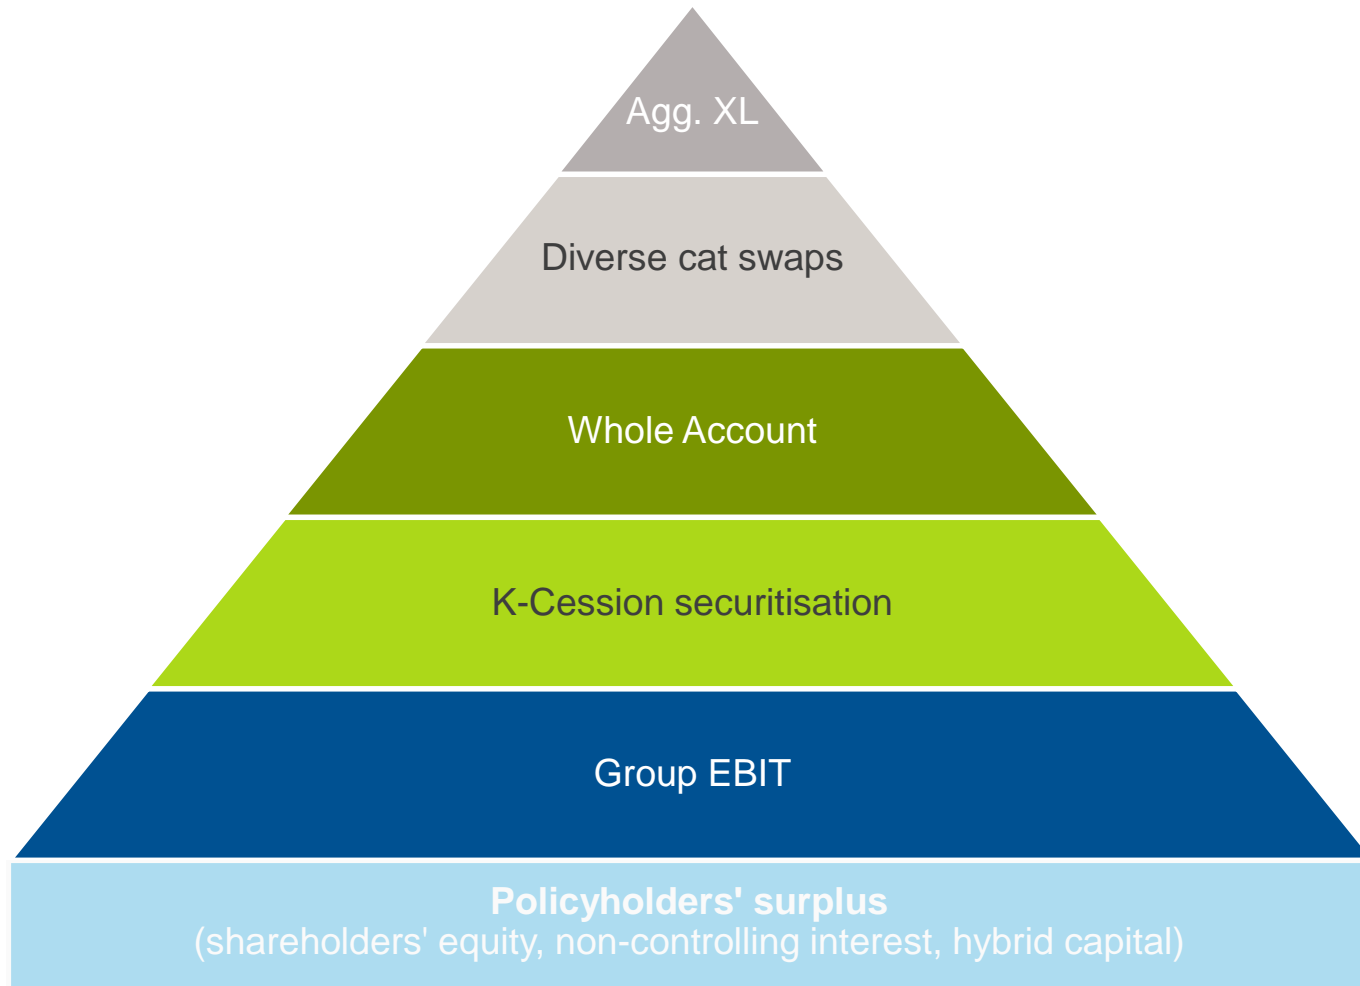 Agg. XL
Diverse cat swaps
Whole Account
K-Cession securitisation
Group EBIT
Policyholders' surplus
(shareholders' equity, non-controlling interest, hybrid capital)